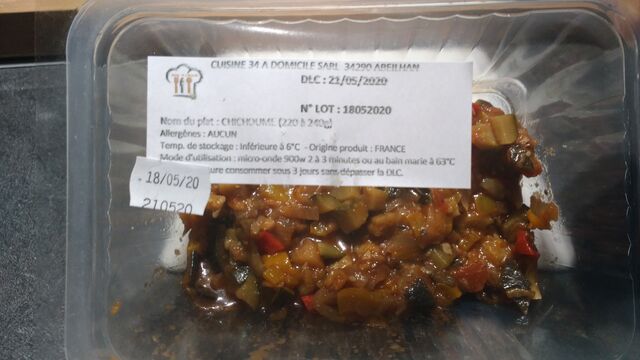 CUISINE 34 A DOMICILE SARL 34290 ABEILHAN
DLC : 21/05/2020
N° LOT : 18052020
Nom du plat : CHICHOUME (220 à 240g)
Allergènes : AUCUN
Temp. de stockage : Inférieure à 6°C - Origine produit : FRANCE
Mode d'utilisation : micro-onde 900w 2 à 3 minutes ou au bain marie à 63°C
ure consommer sous 3 jours sans dépasser la DLC.
18/05/20
210520